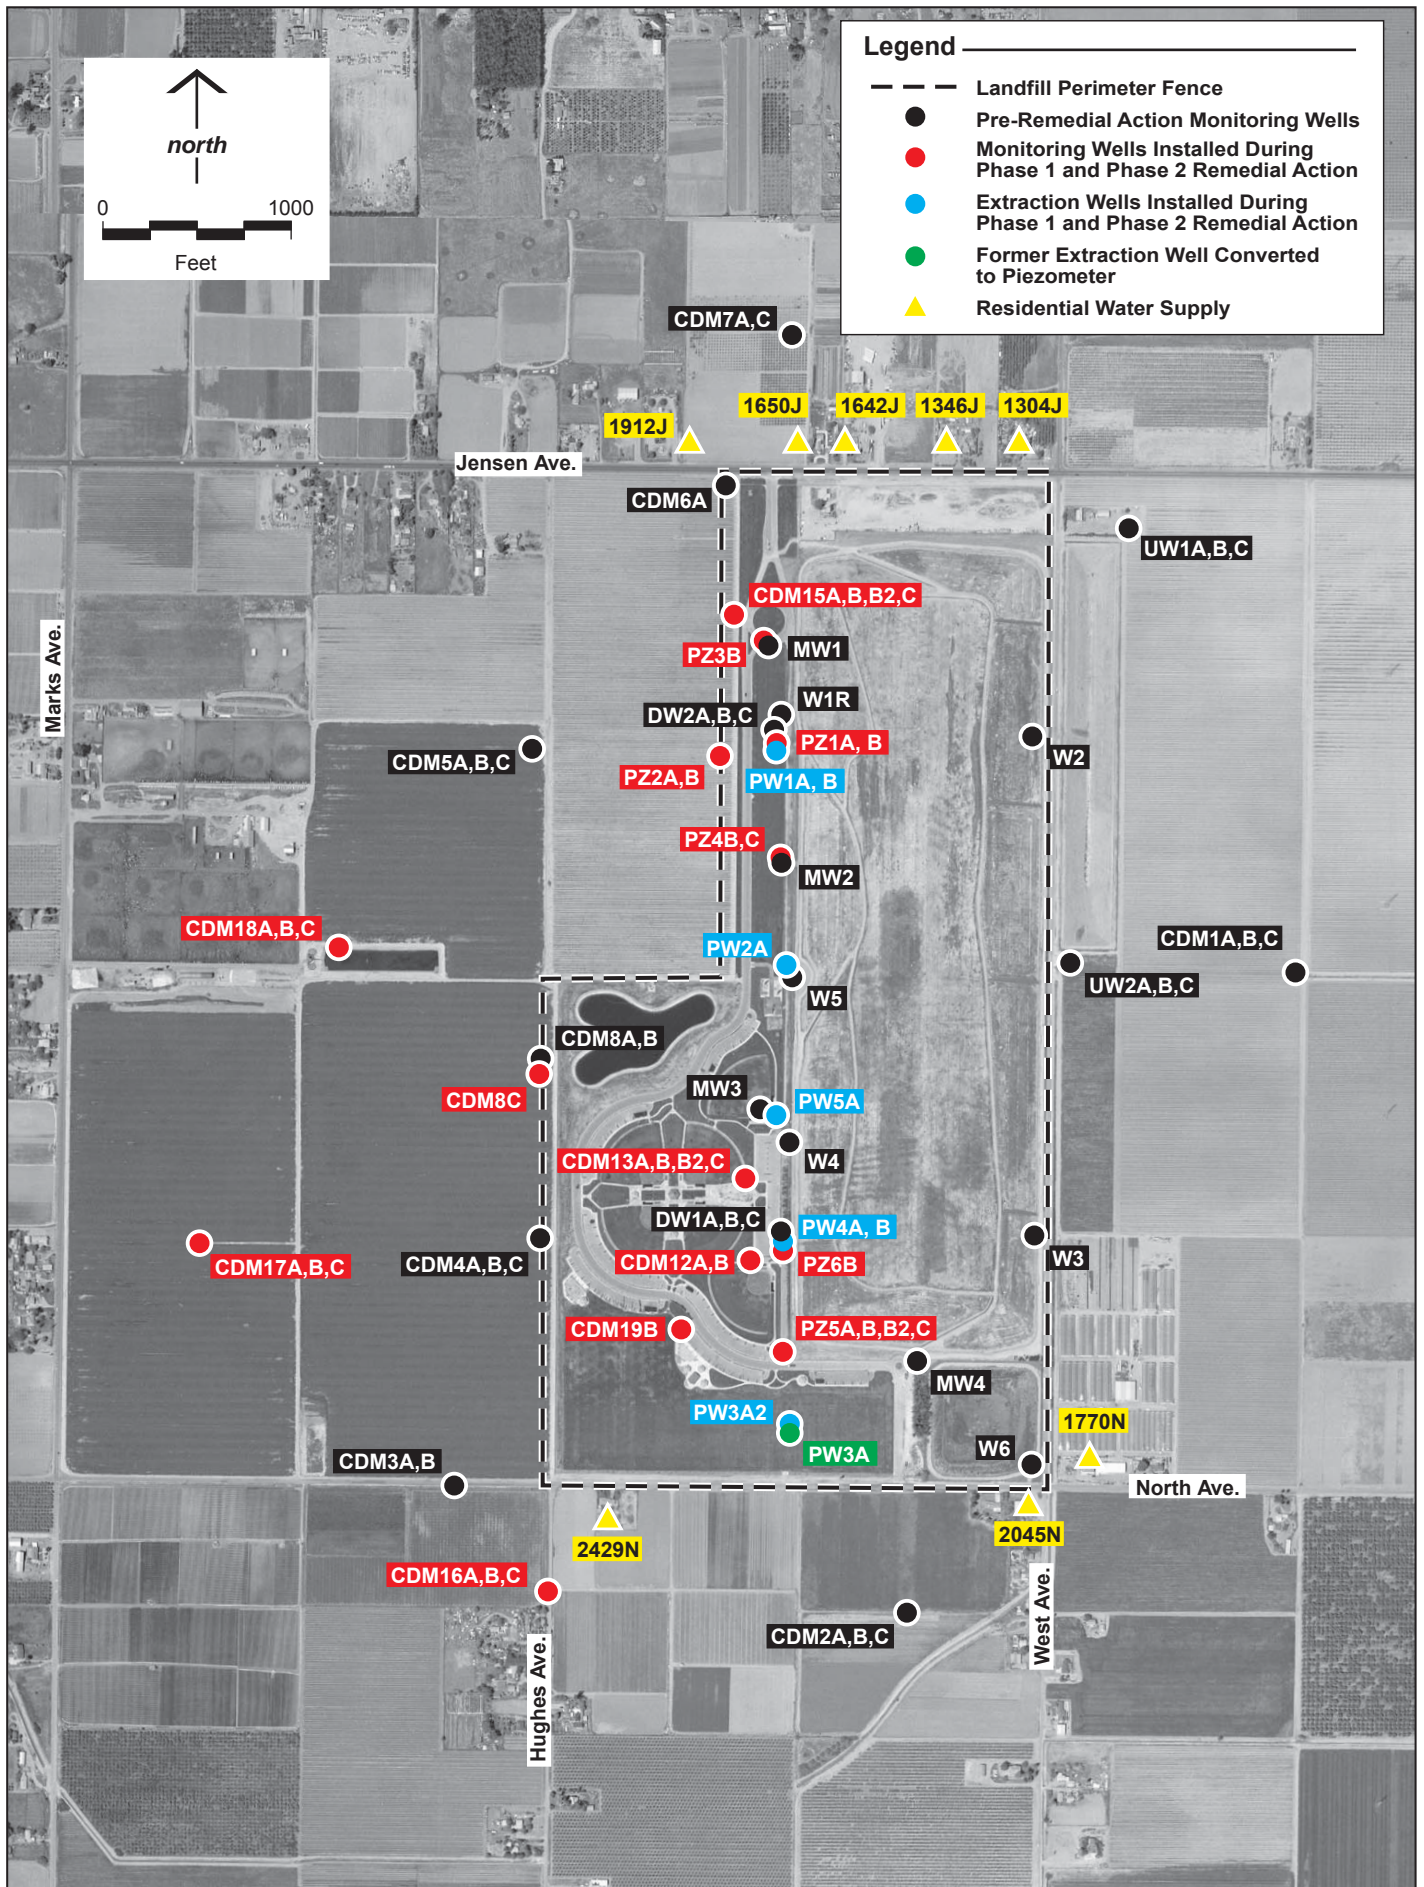 Legend
Landfill Perimeter Fence
Pre-Remedial Action Monitoring Wells
Monitoring Wells Installed During
Phase 1 and Phase 2 Remedial Action
Extraction Wells Installed During
Phase 1 and Phase 2 Remedial Action
Former Extraction Well Converted
to Piezometer
Residential Water Supply
north
0 1000
Feet
CDM7A,C
1650J
1642J
1346J
1304J
1912J
Jensen Ave.
CDM6A
UW1A,B,C
CDM15A,B,B2,C
PZ3B
MW1
Marks Ave.
W1R
DW2A,B,C
PZ1A, B
W2
CDM5A,B,C
PZ2A,B
PW1A, B
PZ4B,C
MW2
CDM18A,B,C
PW2A
CDM1A,B,C
UW2A,B,C
W5
CDM8A,B
CDM8C
MW3
PW5A
W4
CDM13A,B,B2,C
DW1A,B,C
PW4A, B
CDM17A,B,C
CDM4A,B,C
CDM12A,B
PZ6B
W3
CDM19B
PZ5A,B,B2,C
MW4
PW3A2
1770N
PW3A
W6
CDM3A,B
North Ave.
2429N
2045N
CDM16A,B,C
CDM2A,B,C
West Ave.
Hughes Ave.